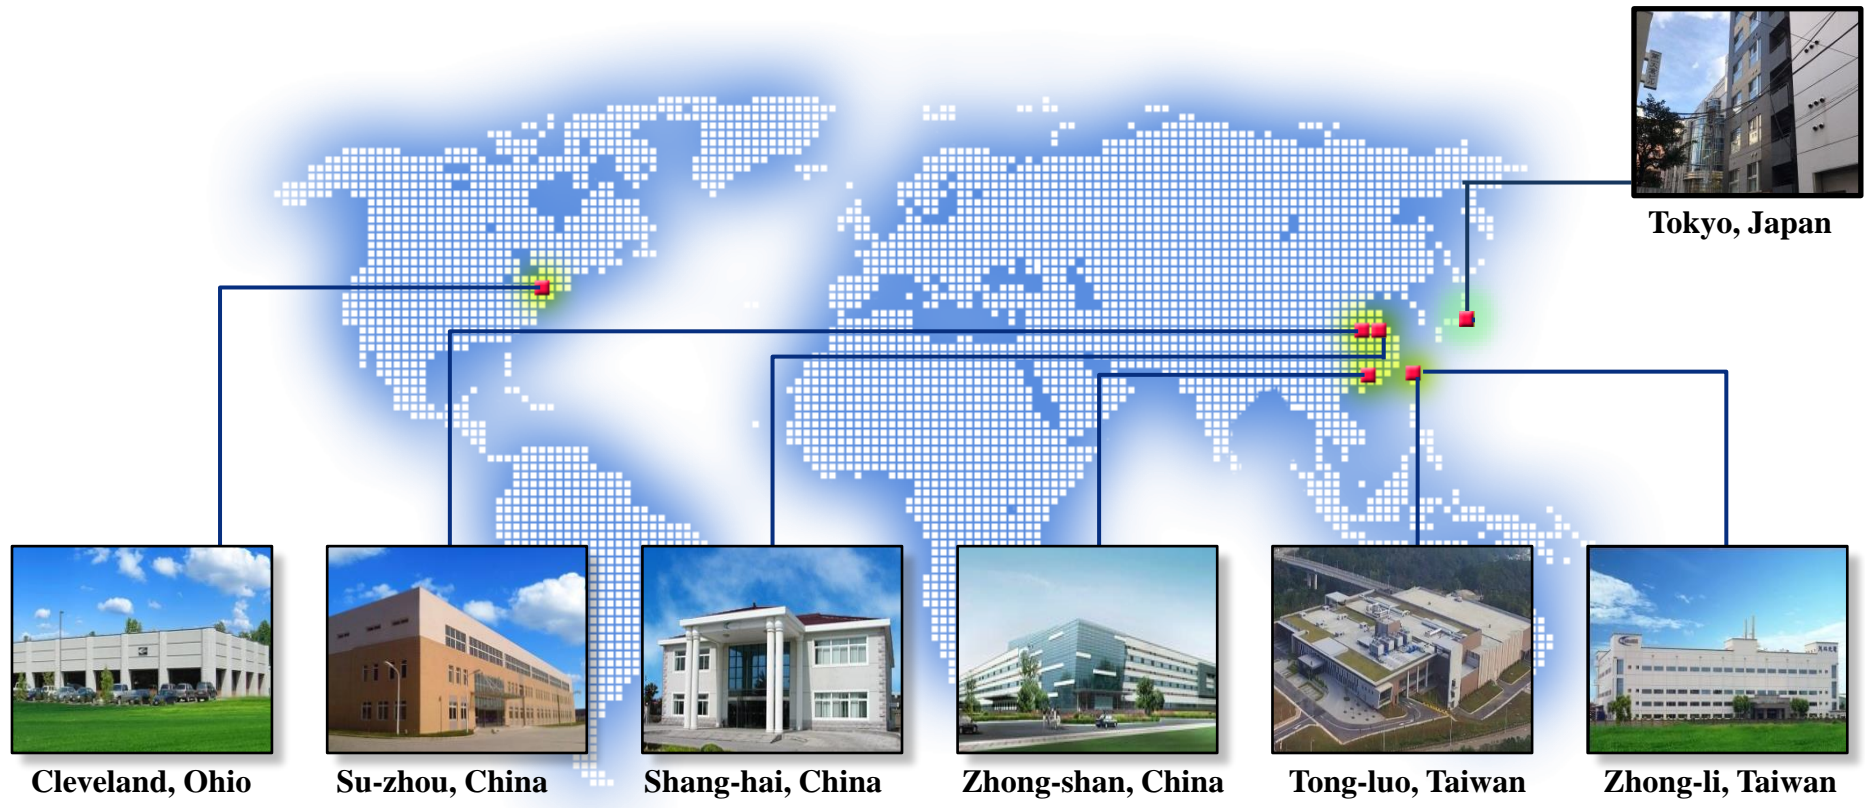 Tokyo, Japan
Cleveland, Ohio
Su-zhou, China
Shang-hai, China
Zhong-shan, China
Tong-luo, Taiwan
Zhong-li, Taiwan